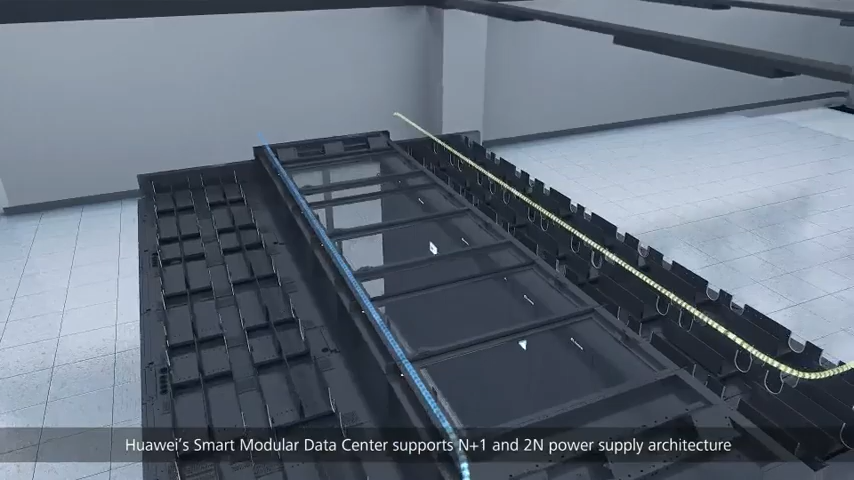 Huawei's Smart Modular Data Center supports N+1 and 2N power supply architecture